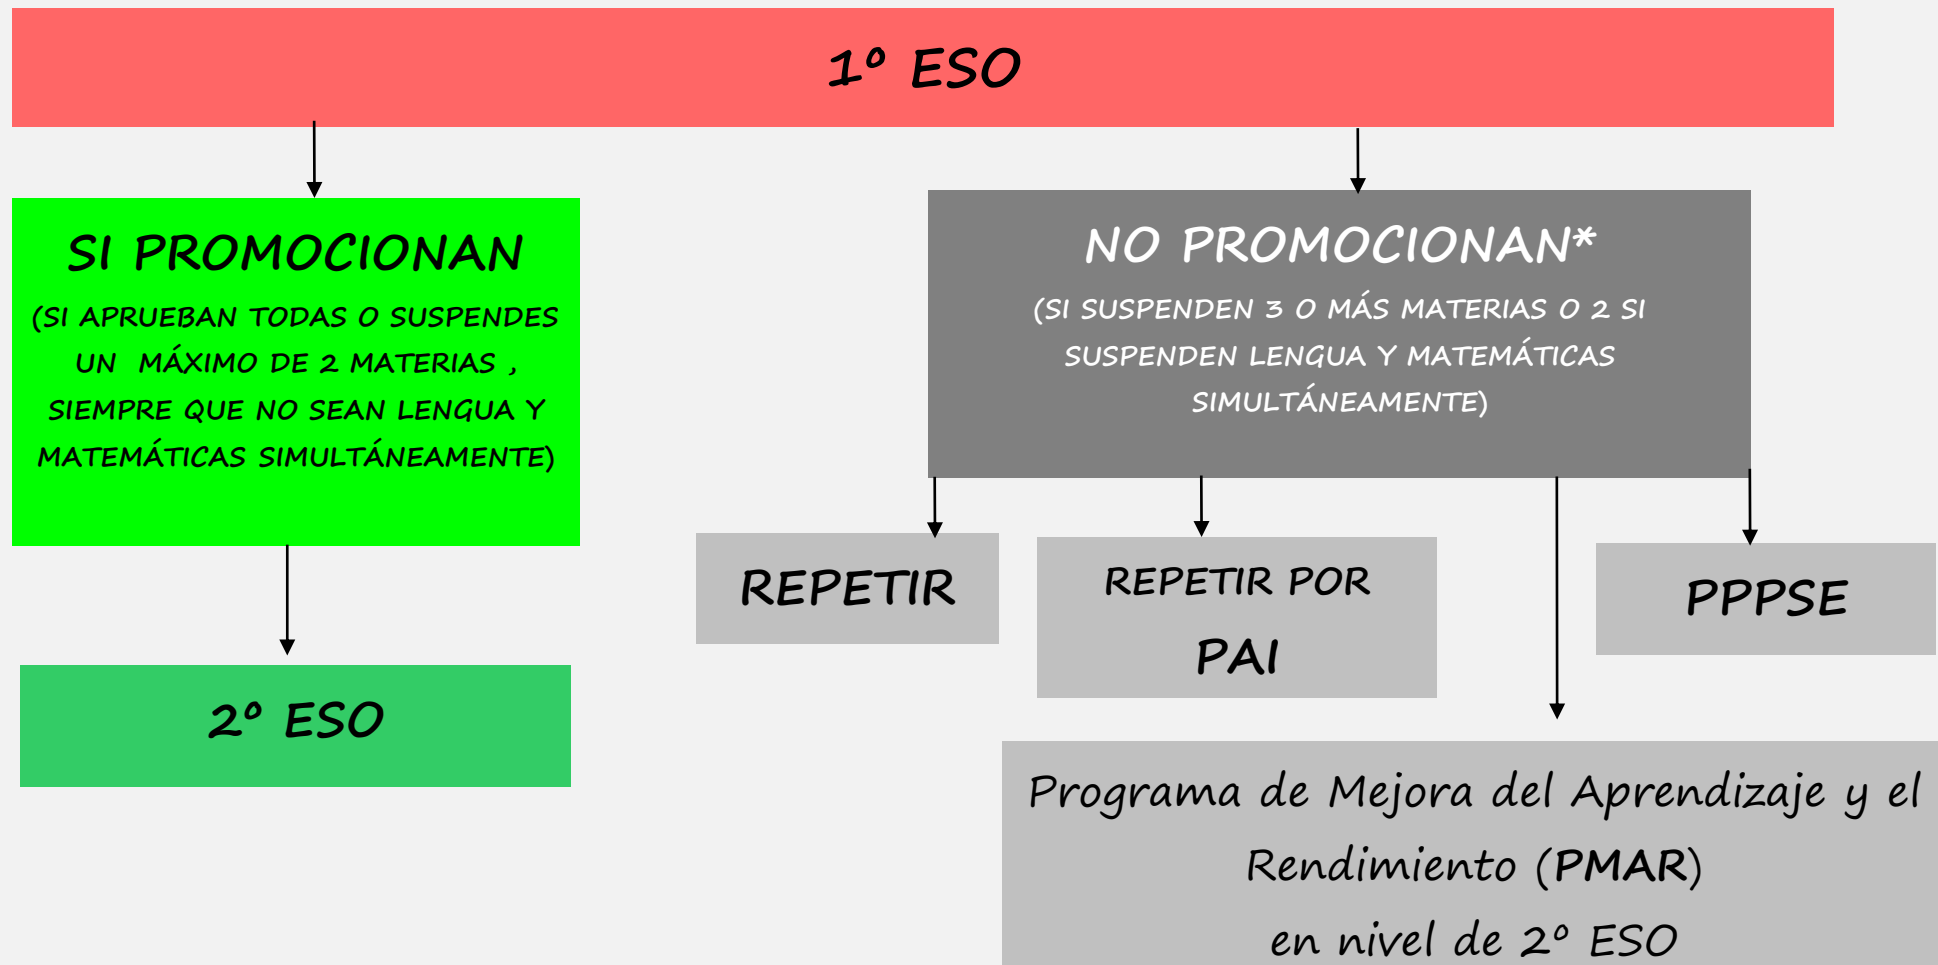 1º ESO
SI PROMOCIONAN
(SI APRUEBAN TODAS O SUSPENDES
UN MÁXIMO DE 2 MATERIAS ,
SIEMPRE QUE NO SEAN LENGUA Y
MATEMÁTICAS SIMULTÁNEAMENTE)
2º ESO
NO PROMOCIONAN*
(SI SUSPENDEN 3 O MÁS MATERIAS O 2 SI
SUSPENDEN LENGUA Y MATEMÁTICAS
SIMULTÁNEAMENTE)
REPETIR
REPETIR POR
PAI
PPPSE
Programa de Mejora del Aprendizaje y el
Rendimiento (PMAR)
en nivel de 2º ESO